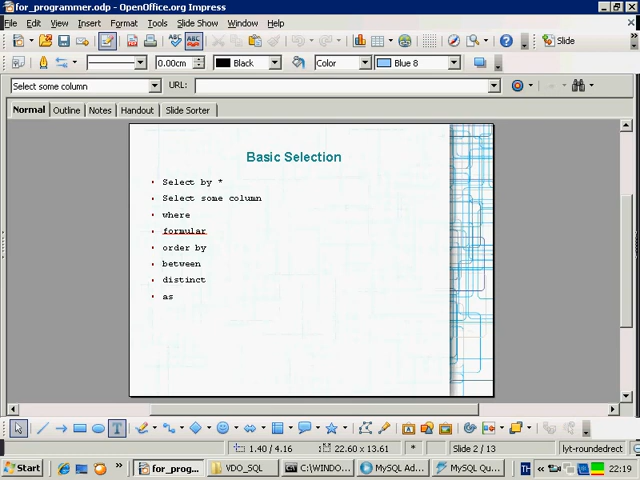 for_programmer.odp - OpenOffice.org Impress
File Edit View Insert Format Tools Slide Show Window Help
Slide
0.00cm Black Color Blue 8
Select some column URL:
Normal Outline Notes Handout Slide Sorter
Basic Selection
Select by *
Select some column
where
formular
order by
between
distinct
as
1.40 / 4.16 22.60 x 13.61 * Slide 2 / 13 lyt-roundedrect
Start for_prog... VDO_SQL C:\WINDO... MySQL Ad... MySQL Qu... TH 22:19